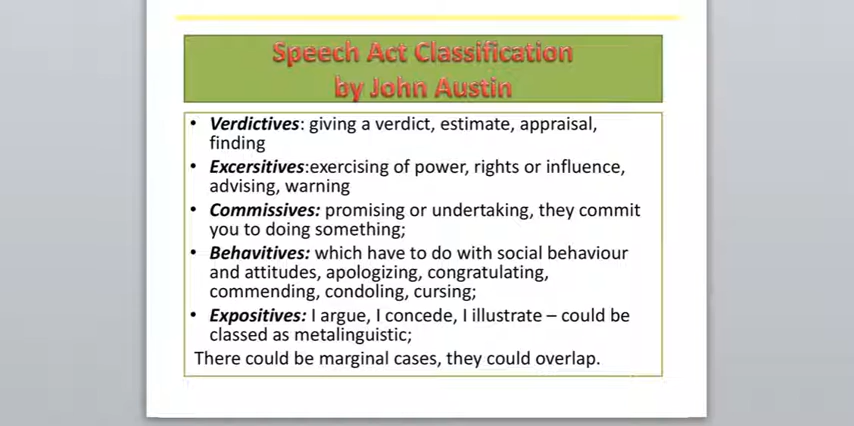 Speech Act Classification
by John Austin
• Verdictives: giving a verdict, estimate, appraisal,
finding
• Excersitives:exercising of power, rights or influence,
advising, warning
• Commissives: promising or undertaking, they commit
you to doing something;
• Behavitives: which have to do with social behaviour
and attitudes, apologizing, congratulating,
commending, condoling, cursing;
• Expositives: I argue, I concede, I illustrate – could be
classed as metalinguistic;
There could be marginal cases, they could overlap.